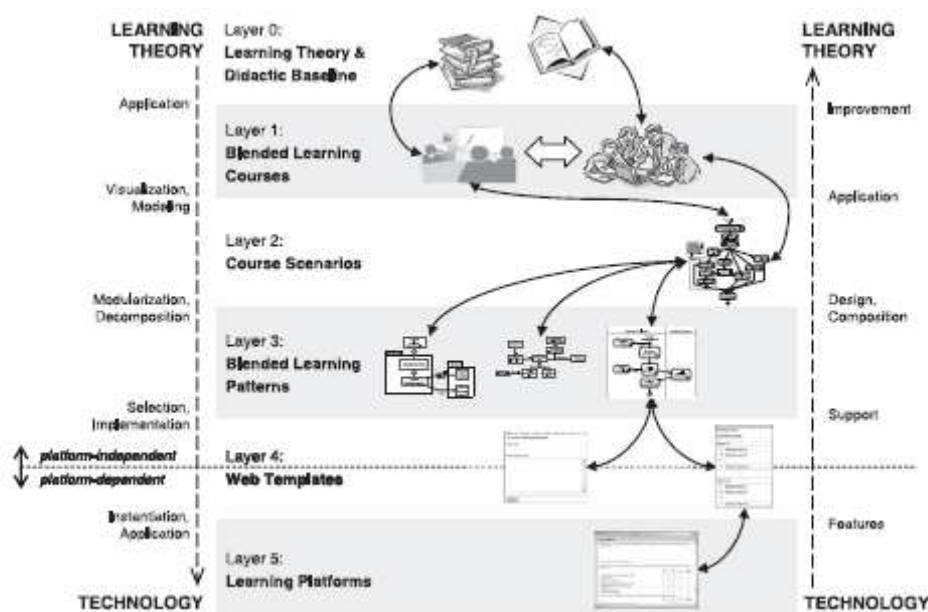 LEARNING
THEORY
Application
Visualization,
Modeling
Modularization,
Decomposition
Selection,
Implementation
platform-independent
platform-dependent
Instantiation,
Application
TECHNOLOGY
Layer 0:
Learning Theory &
Didactic Baseline
Layer 1:
Blended Learning
Courses
Layer 2:
Course Scenarios
Layer 3:
Blended Learning
Patterns
Layer 4:
Web Templates
Layer 5:
Learning Platforms
LEARNING
THEORY
Improvement
Application
Design,
Composition
Support
Features
TECHNOLOGY